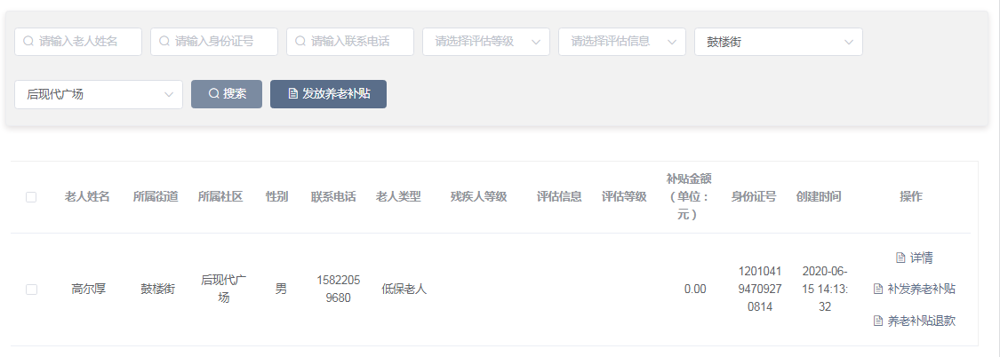 请输入老人姓名 请输入身份证号 请输入联系电话 请选择评估等级 请选择评估信息 鼓楼街
后现代广场 搜索 发放养老补贴
老人姓名 所属街道 所属社区 性别 联系电话 老人类型 残疾人等级 评估信息 评估等级 补贴金额（单位：元） 身份证号 创建时间 操作
高尔厚 鼓楼街 后现代广场 男 15822059680 低保老人 0.00 120104194709270814 2020-06-15 14:13:32
详情
补发养老补贴
养老补贴退款